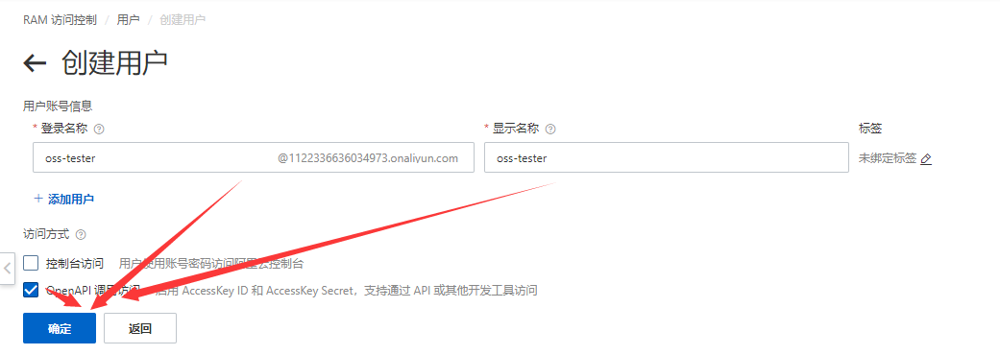 RAM 访问控制 / 用户 / 创建用户
创建用户
用户账号信息
* 登录名称 * 显示名称 标签
oss-tester @1122336636034973.onaliyun.com oss-tester 未绑定标签
+ 添加用户
访问方式
控制台访问 用户使用账号密码访问阿里云控制台
OpenAPI 调用访问 启用 AccessKey ID 和 AccessKey Secret，支持通过 API 或其他开发工具访问
确定 返回